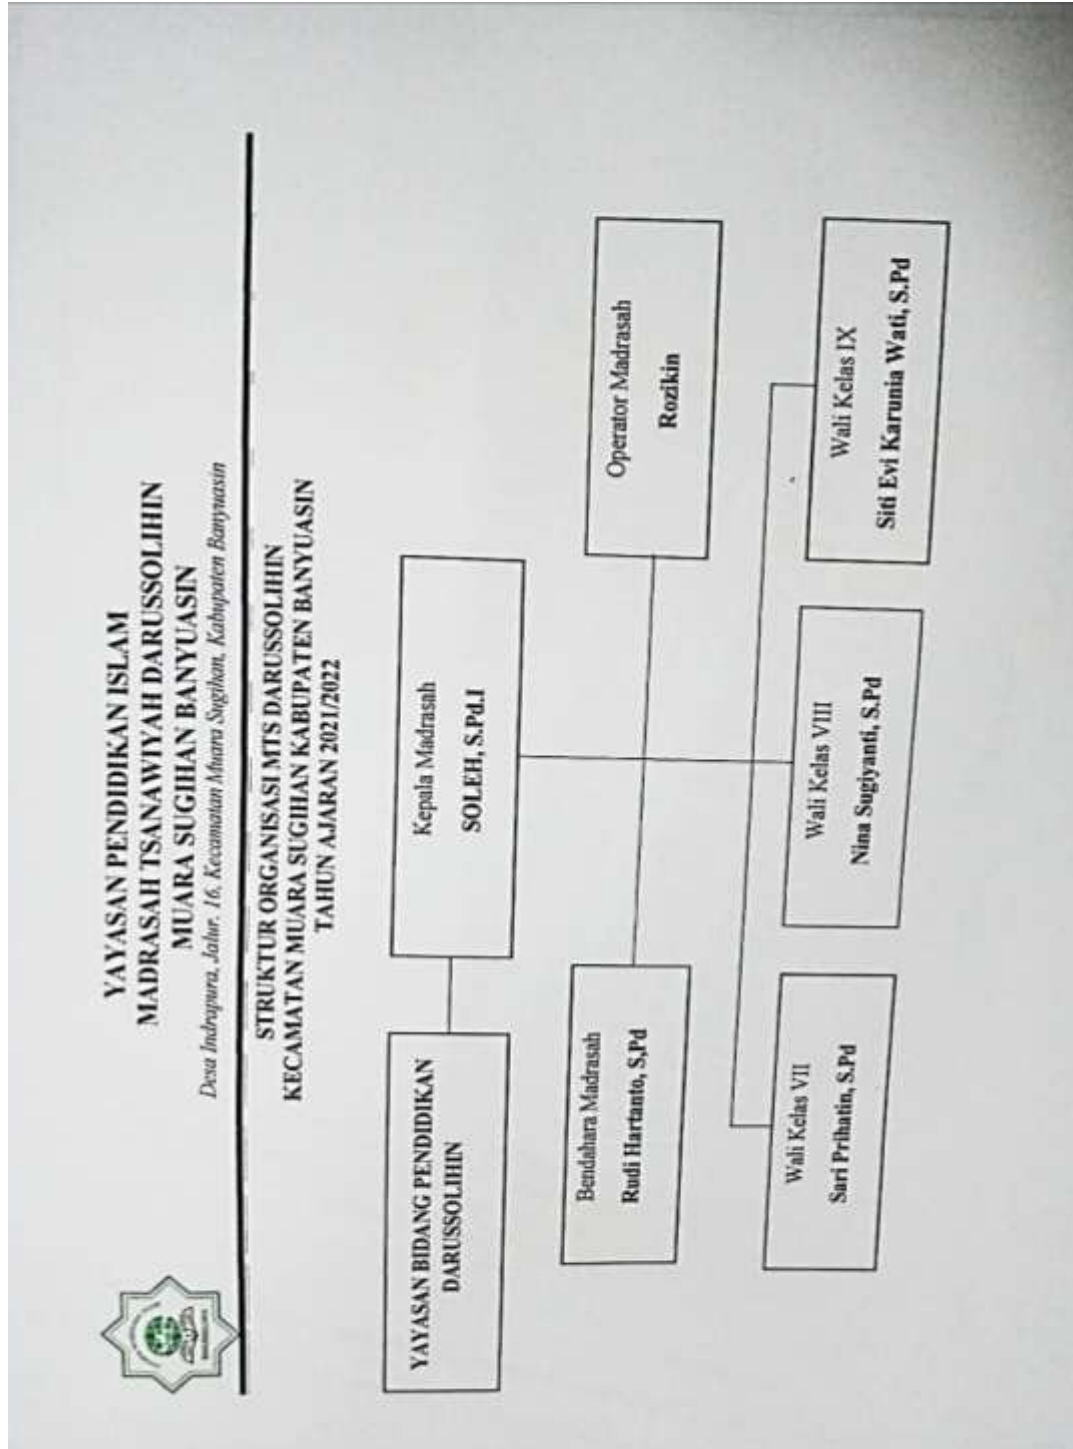 YAYASAN PENDIDIKAN ISLAM
MADRASAH TSANAWIYAH DARUSSOLIHIN
MUARA SUGIHAN BANYUASIN
Desa Indrapura, Jalur. 16, Kecamatan Muara Sugihan, Kabupaten Banyuasin
STRUKTUR ORGANISASI MTS DARUSSOLIHIN
KECAMATAN MUARA SUGIHAN KABUPATEN BANYUASIN
TAHUN AJARAN 2021/2022
YAYASAN BIDANG PENDIDIKAN
DARUSSOLIHIN
Kepala Madrasah
SOLEH, S.Pd.I
Bendahara Madrasah
Rudi Hartanto, S,Pd
Operator Madrasah
Rozikin
Wali Kelas VII
Sari Prihatin, S.Pd
Wali Kelas VIII
Nina Sugiyanti, S.Pd
Wali Kelas IX
Siti Evi Karunia Wati, S.Pd